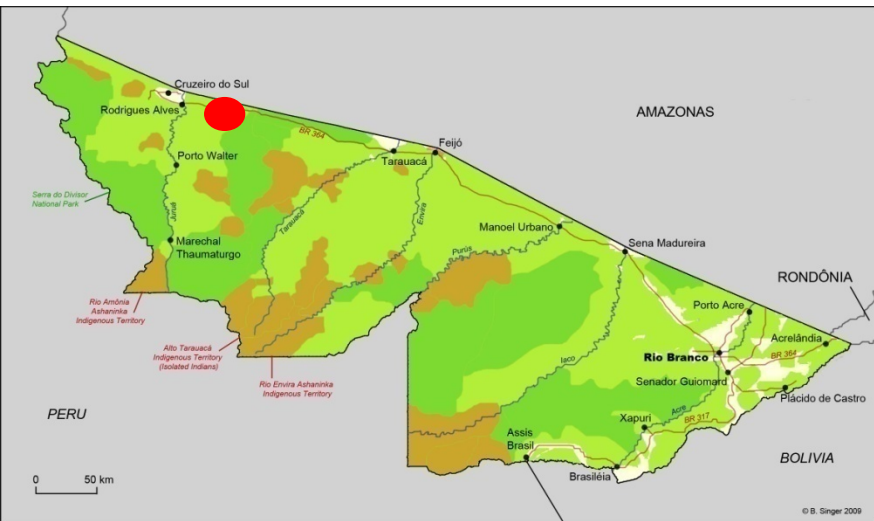 Cruzeiro do Sul
Rodrigues Alves
AMAZONAS
BR 364
Feijó
Tarauacá
Porto Walter
Serra do Divisor
National Park
Juruá
Tarauacá
Envira
Manoel Urbano
Purús
Marechal
Thaumaturgo
Sena Madureira
RONDÔNIA
Rio Amônia
Ashaninka
Indigenous Territory
Porto Acre
Acrelândia
Alto Tarauacá
Indigenous Territory
(Isolated Indians)
Iaco
Rio Branco
BR 364
Rio Envira Ashaninka
Indigenous Territory
Senador Guiomard
Plácido de Castro
PERU
Xapuri
Acre
BR 317
Assis
Brasil
BOLIVIA
Brasiléia
0 50 km
© B. Singer 2009